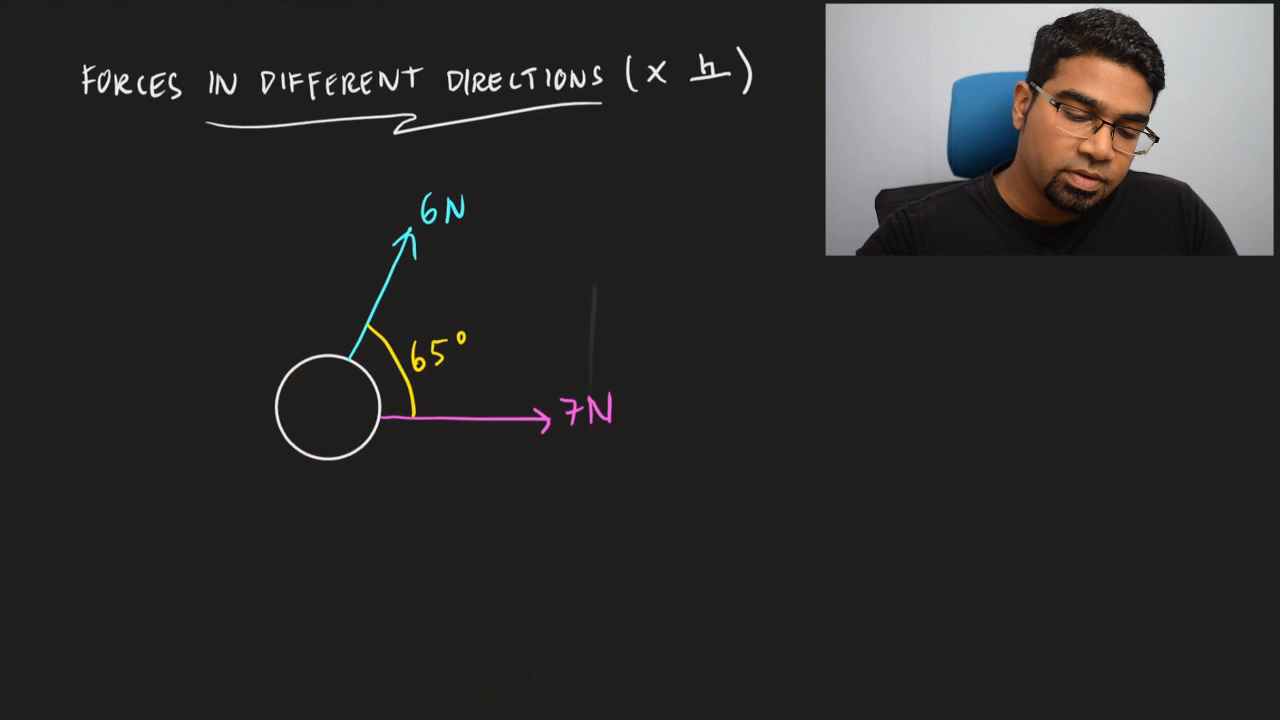 FORCES IN DIFFERENT DIRECTIONS (X h)
6N
65°
7N